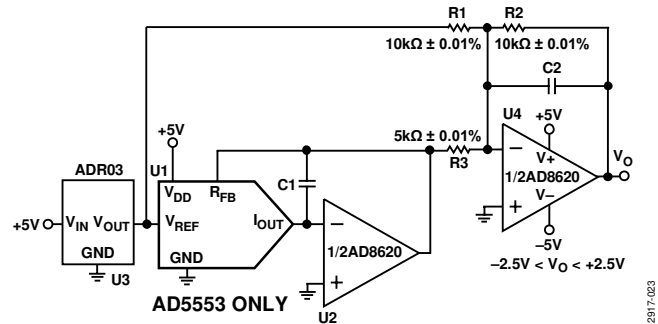 R1
R2
10kΩ ± 0.01%
10kΩ ± 0.01%
C2
U4
+5V
5kΩ ± 0.01%
R3
–
V+
1/2AD8620
V–
+
VO
–5V
–2.5V < VO < +2.5V
+5V
ADR03
U1
VDD
RFB
C1
+5V
VIN
VOUT
VREF
IOUT
GND
U3
GND
–
1/2AD8620
+
U2
AD5553 ONLY
2917-023